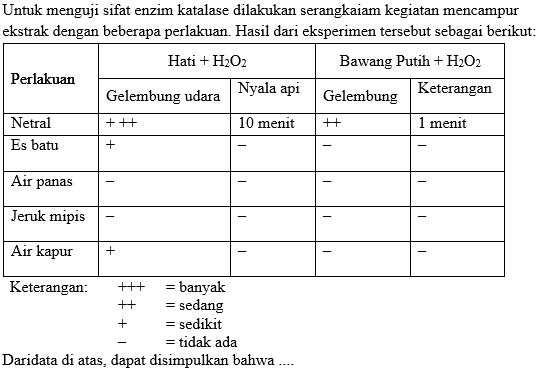 Untuk menguji sifat enzim katalase dilakukan serangkaiam kegiatan mencampur
ekstrak dengan beberapa perlakuan. Hasil dari eksperimen tersebut sebagai berikut:
Perlakuan
Hati + H2O2
Bawang Putih + H2O2
Gelembung udara
Nyala api
Gelembung
Keterangan
Netral + ++ 10 menit ++ 1 menit
Es batu + – – –
Air panas – – – –
Jeruk mipis – – – –
Air kapur + – – –
Keterangan: +++ = banyak
++ = sedang
+ = sedikit
– = tidak ada
Daridata di atas, dapat disimpulkan bahwa ....